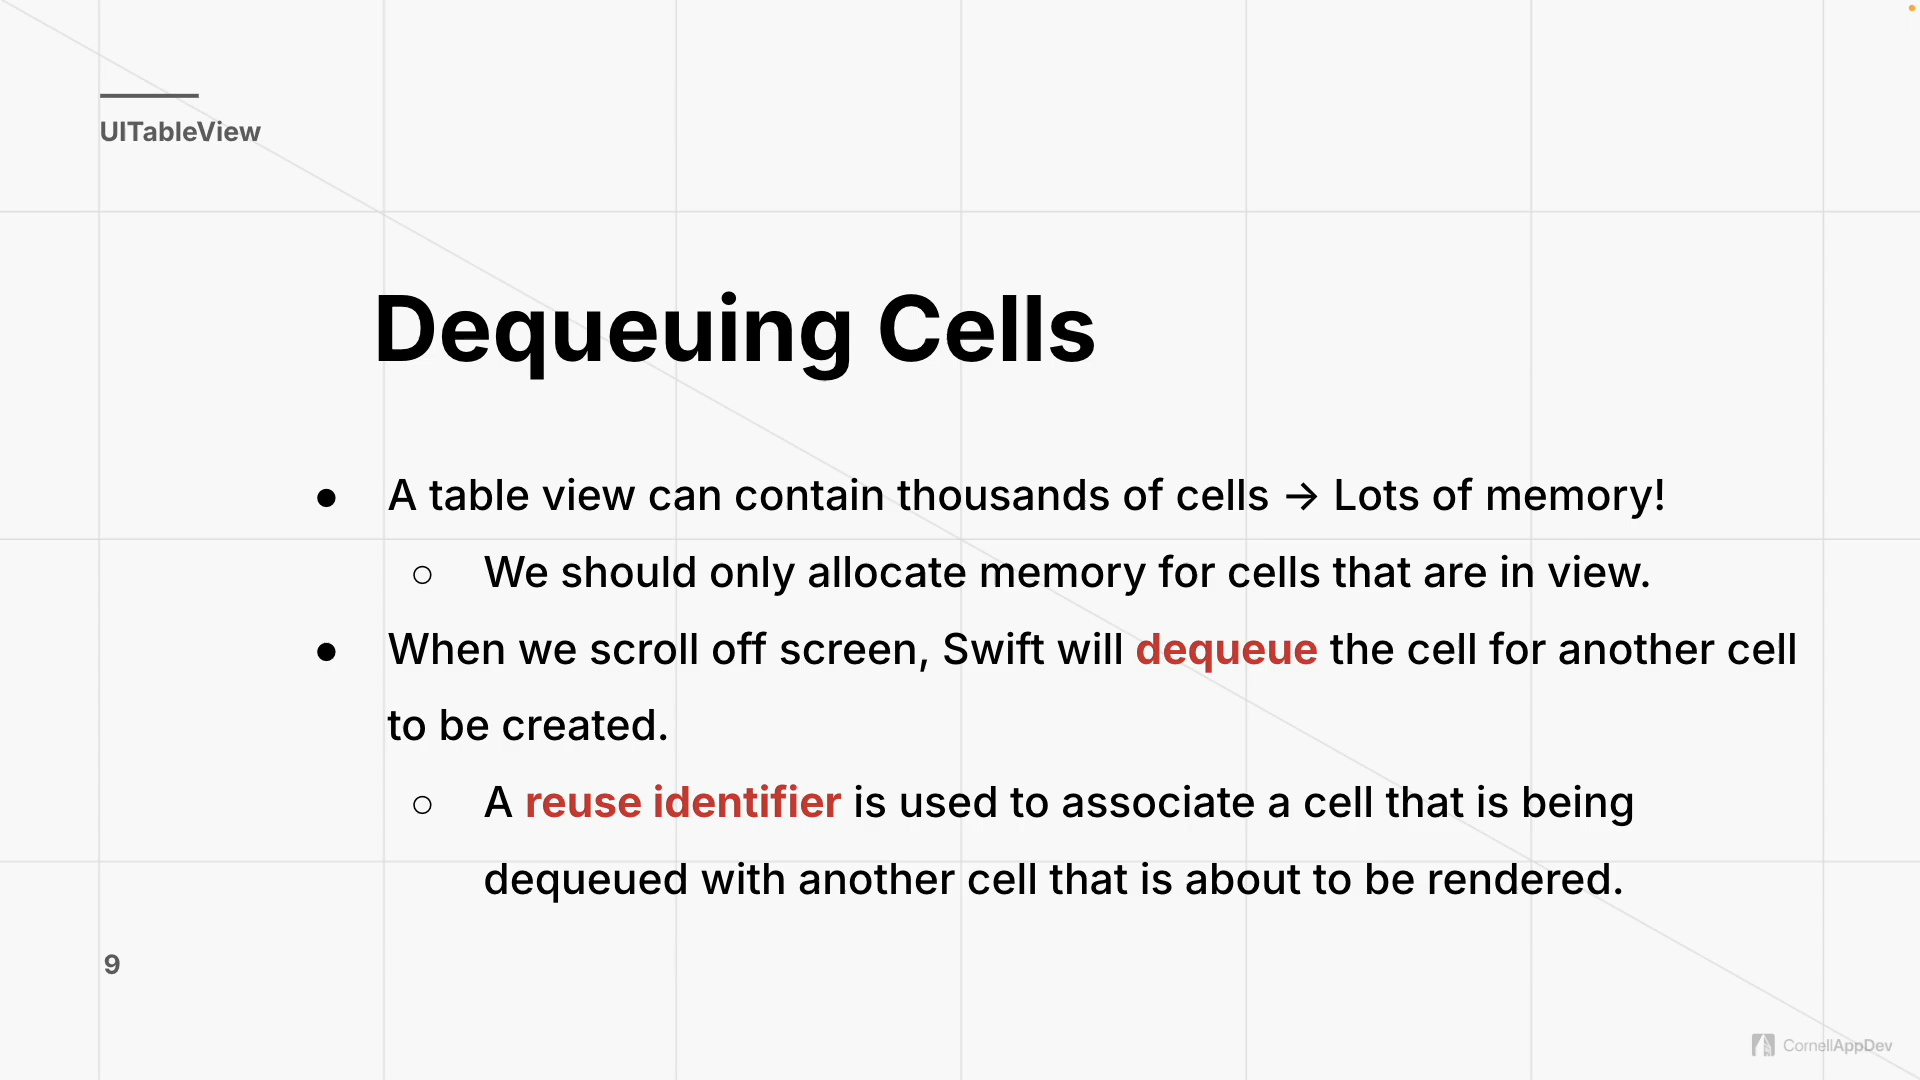 UITableView
Dequeuing Cells
● A table view can contain thousands of cells → Lots of memory!
○ We should only allocate memory for cells that are in view.
● When we scroll off screen, Swift will dequeue the cell for another cell
to be created.
○ A reuse identifier is used to associate a cell that is being
dequeued with another cell that is about to be rendered.
9
CornellAppDev